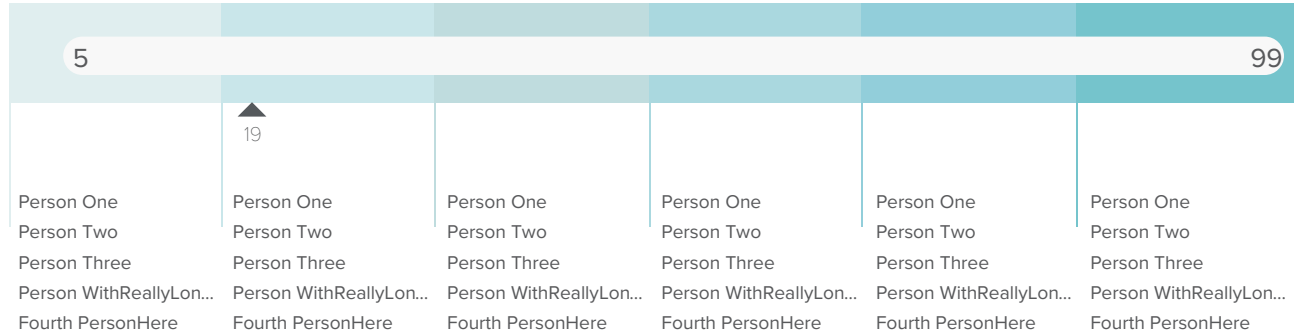 5 99
19
Person One Person One Person One Person One Person One Person One
Person Two Person Two Person Two Person Two Person Two Person Two
Person Three Person Three Person Three Person Three Person Three Person Three
Person WithReallyLon... Person WithReallyLon... Person WithReallyLon... Person WithReallyLon... Person WithReallyLon... Person WithReallyLon...
Fourth PersonHere Fourth PersonHere Fourth PersonHere Fourth PersonHere Fourth PersonHere Fourth PersonHere